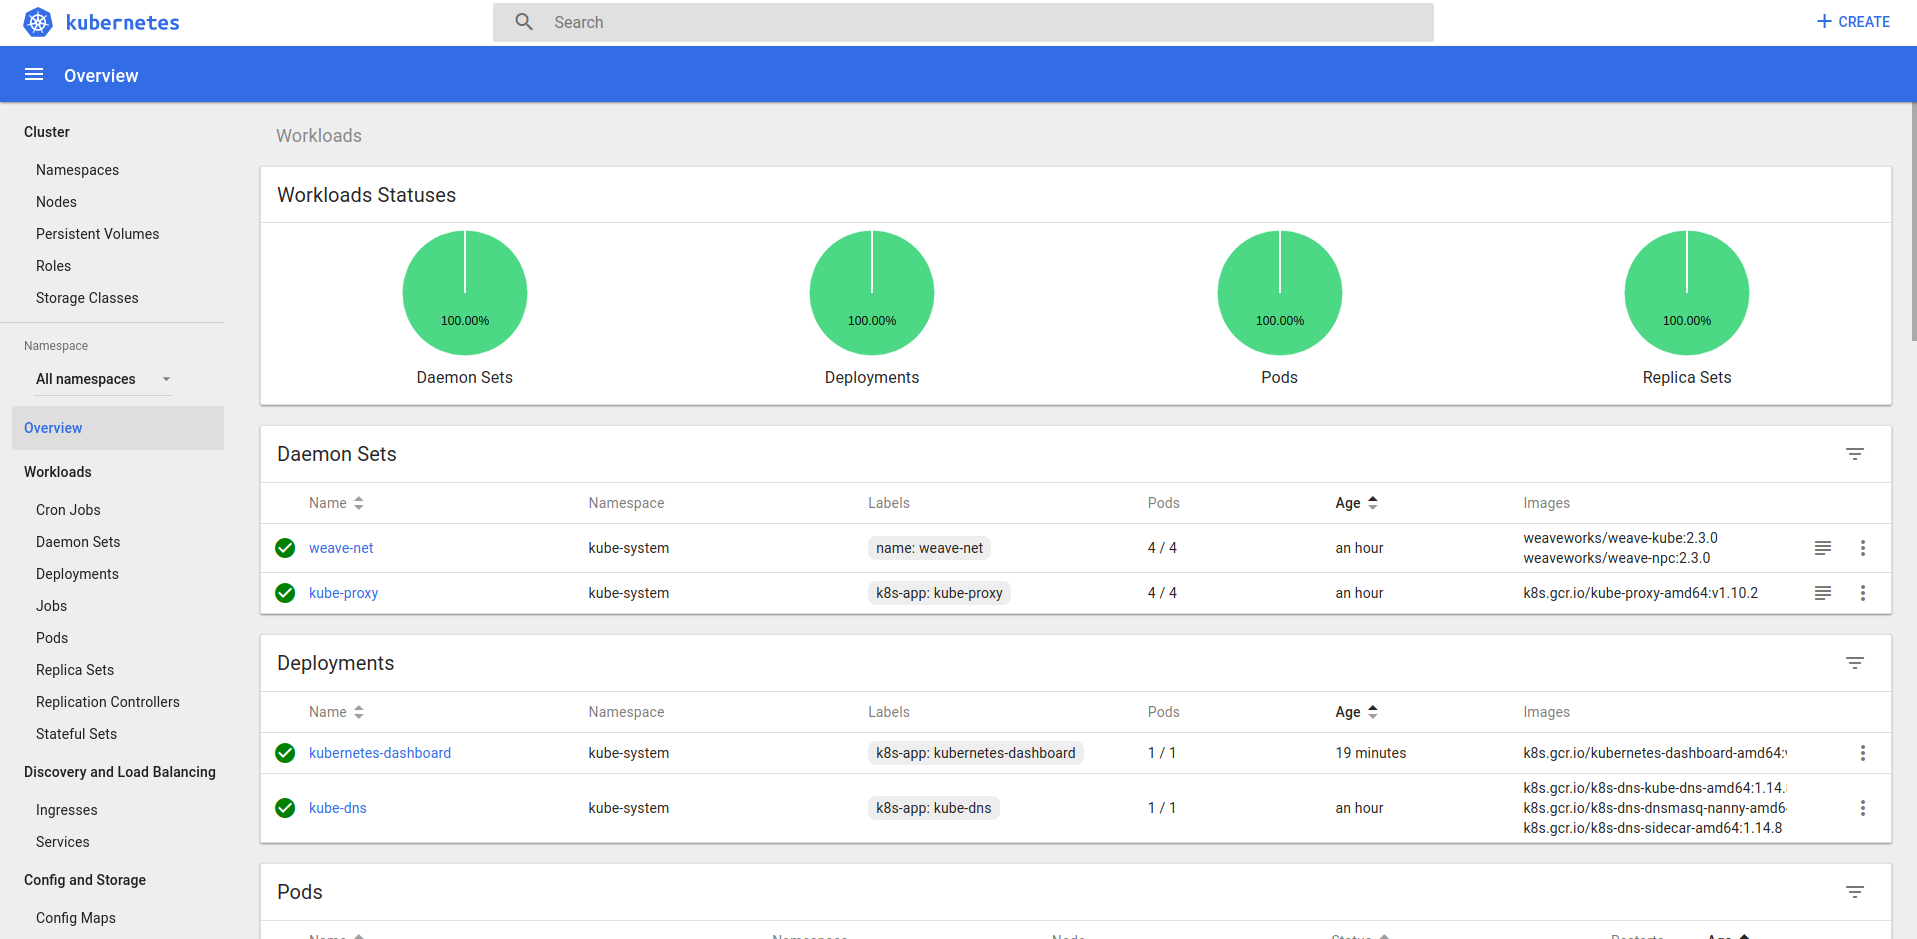 kubernetes
Search
CREATE
Overview
Cluster
Namespaces
Nodes
Persistent Volumes
Roles
Storage Classes
Namespace
All namespaces
Overview
Workloads
Cron Jobs
Daemon Sets
Deployments
Jobs
Pods
Replica Sets
Replication Controllers
Stateful Sets
Discovery and Load Balancing
Ingresses
Services
Config and Storage
Config Maps
Workloads
Workloads Statuses
100.00% 100.00% 100.00% 100.00%
Daemon Sets Deployments Pods Replica Sets
Daemon Sets
Name Namespace Labels Pods Age Images
weave-net kube-system name: weave-net 4 / 4 an hour weaveworks/weave-kube:2.3.0
weaveworks/weave-npc:2.3.0
kube-proxy kube-system k8s-app: kube-proxy 4 / 4 an hour k8s.gcr.io/kube-proxy-amd64:v1.10.2
Deployments
Name Namespace Labels Pods Age Images
kubernetes-dashboard kube-system k8s-app: kubernetes-dashboard 1 / 1 19 minutes k8s.gcr.io/kubernetes-dashboard-amd64:
kube-dns kube-system k8s-app: kube-dns 1 / 1 an hour k8s.gcr.io/k8s-dns-kube-dns-amd64:1.14.
k8s.gcr.io/k8s-dns-dnsmasq-nanny-amd6
k8s.gcr.io/k8s-dns-sidecar-amd64:1.14.8
Pods
Name Namespace Node Status Restarts Age